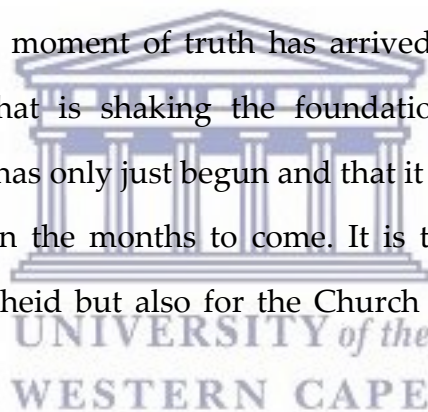 moment of truth has arrived
hat is shaking the foundatio
has only just begun and that it
n the months to come. It is t
heid but also for the Church
UNIVERSITY of the
WESTERN CAPE